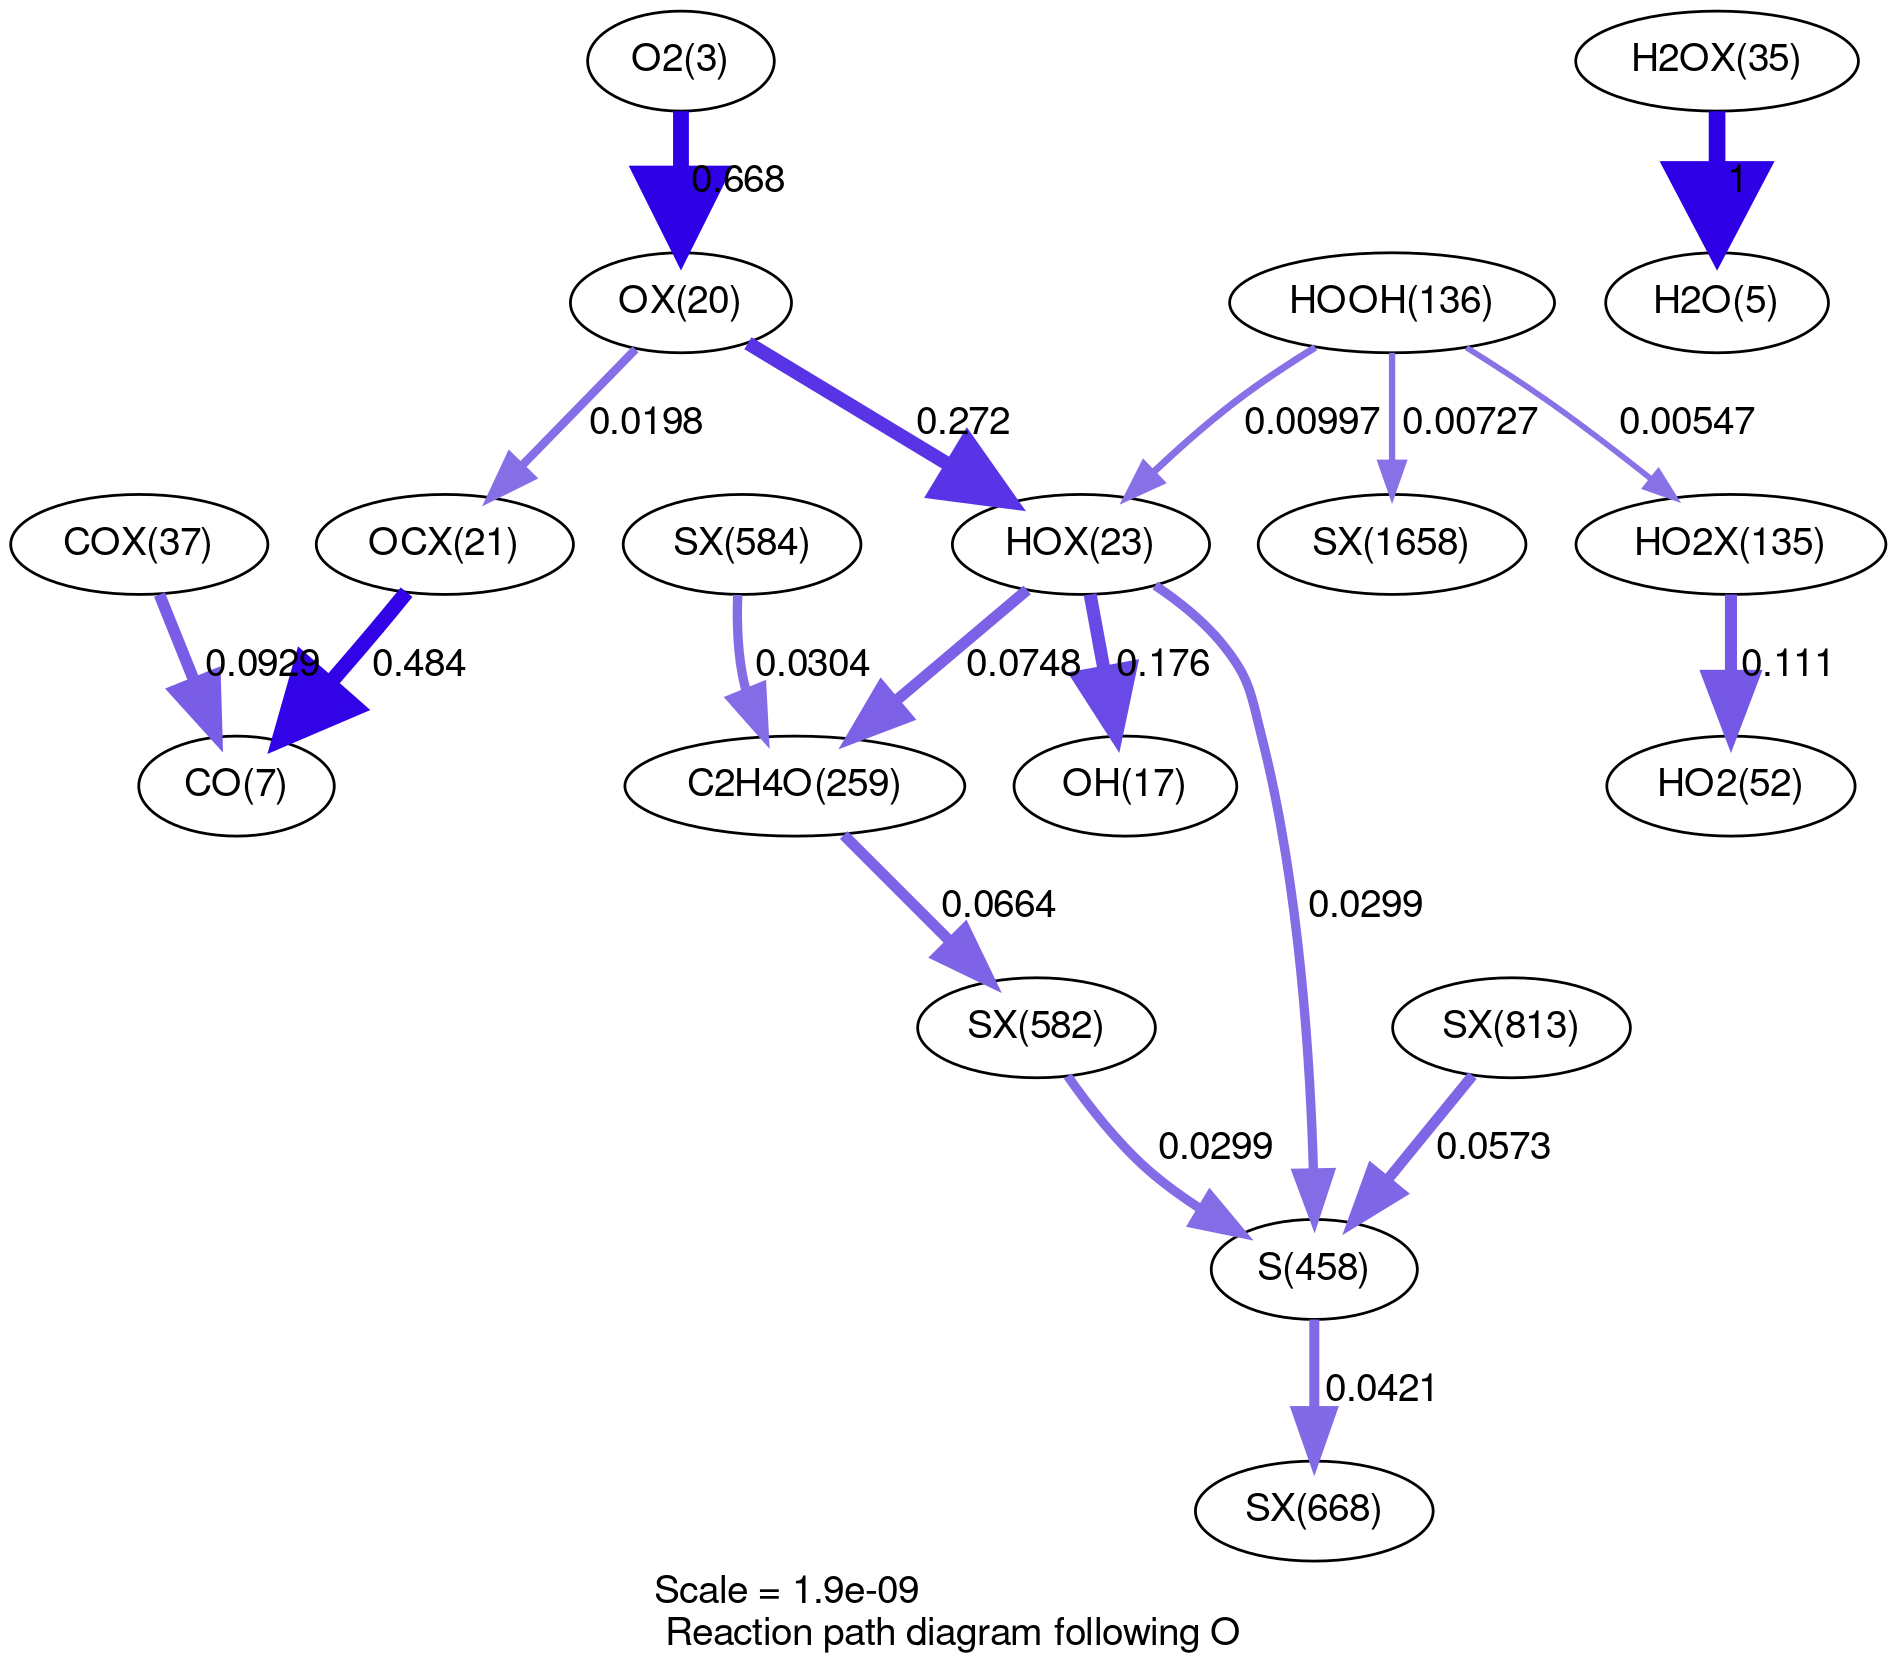 O2(3)
H2OX(35)
0.668
1
OX(20)
HOOH(136)
H2O(5)
0.0198
0.272
0.00997
0.00727
0.00547
COX(37)
OCX(21)
SX(584)
HOX(23)
SX(1658)
HO2X(135)
0.0929
0.484
0.0304
0.0748
0.176
0.111
CO(7)
C2H4O(259)
OH(17)
HO2(52)
0.0664
0.0299
SX(582)
SX(813)
0.0299
0.0573
S(458)
0.0421
SX(668)
Scale = 1.9e-09
Reaction path diagram following O